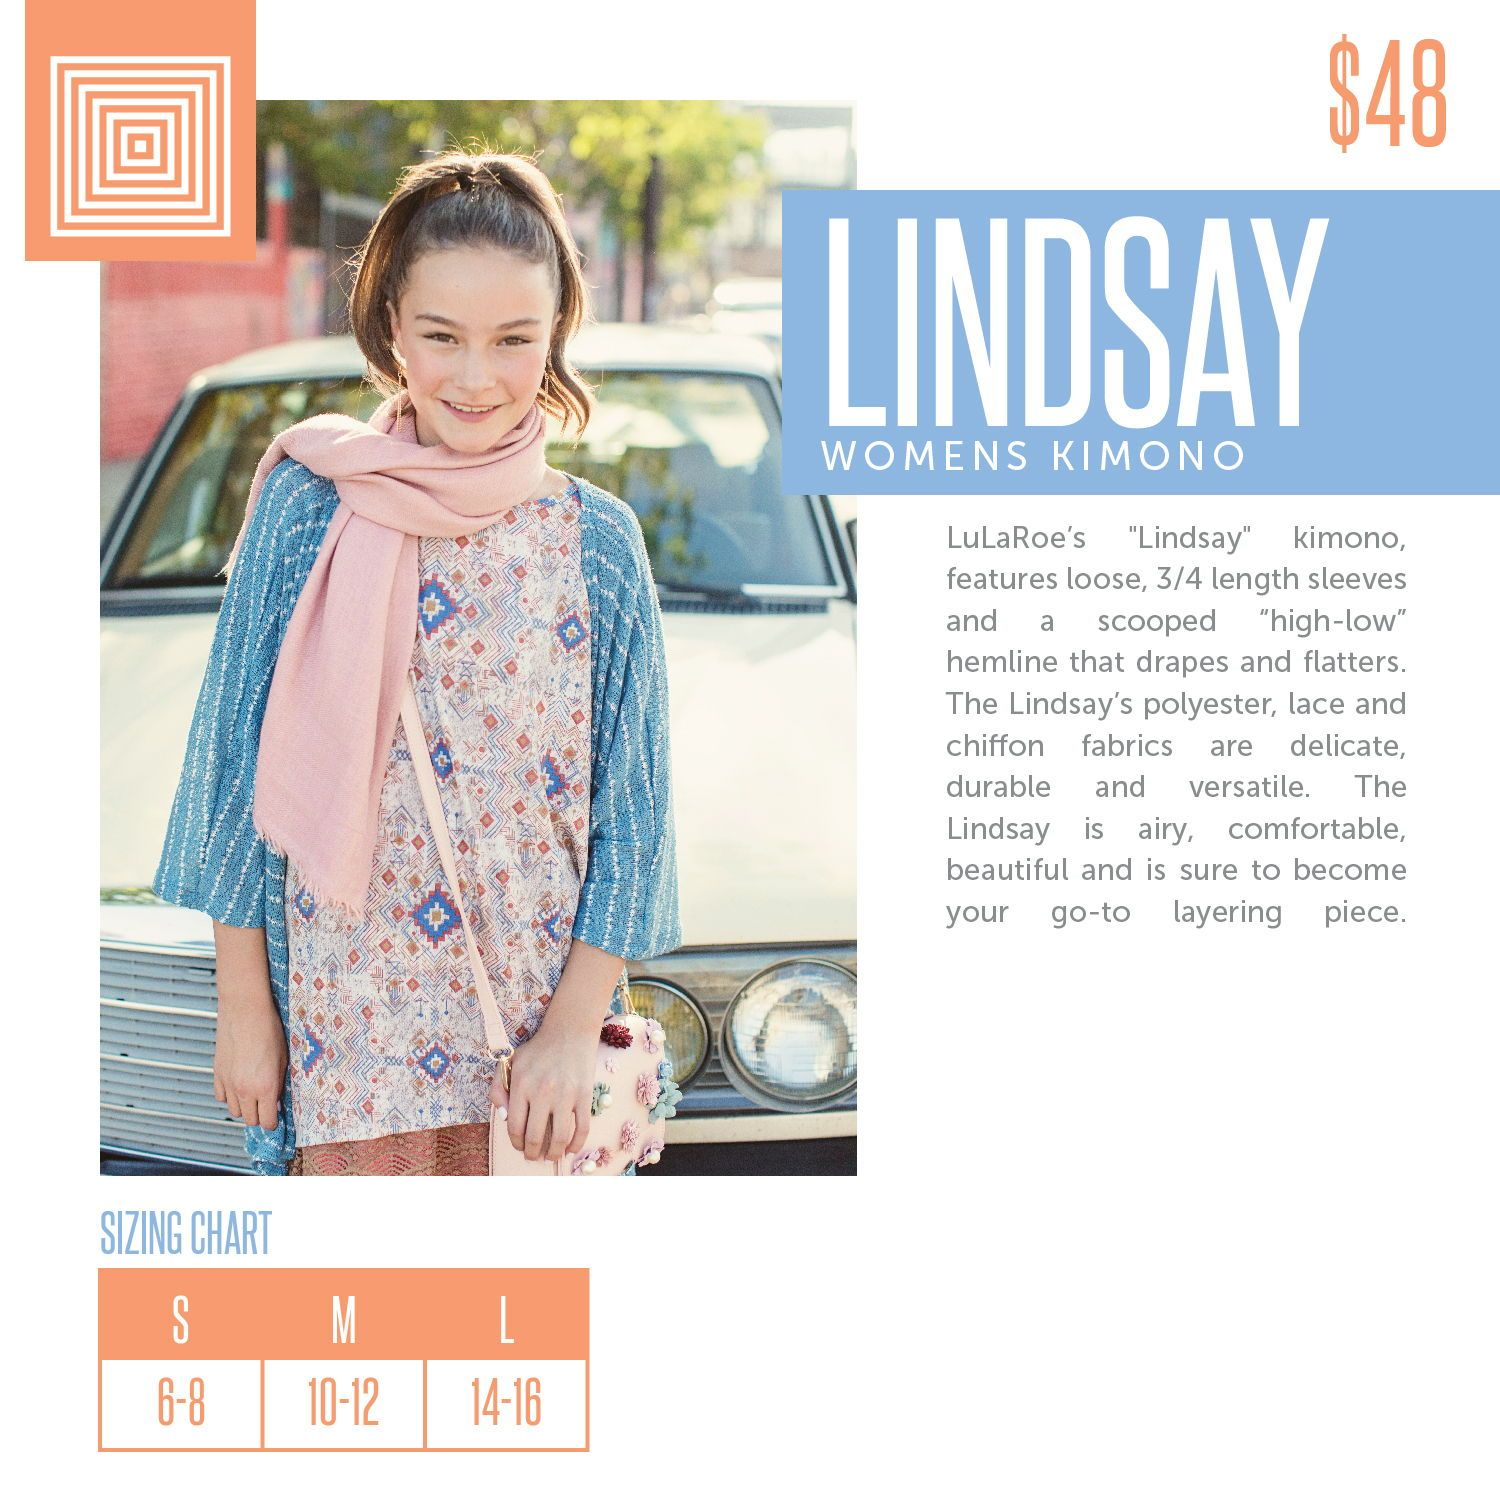 $48
LINDSAY
WOMENS KIMONO
LuLaRoe’s "Lindsay" kimono,
features loose, 3/4 length sleeves
and a scooped “high-low”
hemline that drapes and flatters.
The Lindsay’s polyester, lace and
chiffon fabrics are delicate,
durable and versatile. The
Lindsay is airy, comfortable,
beautiful and is sure to become
your go-to layering piece.
SIZING CHART
S M L
6-8 10-12 14-16